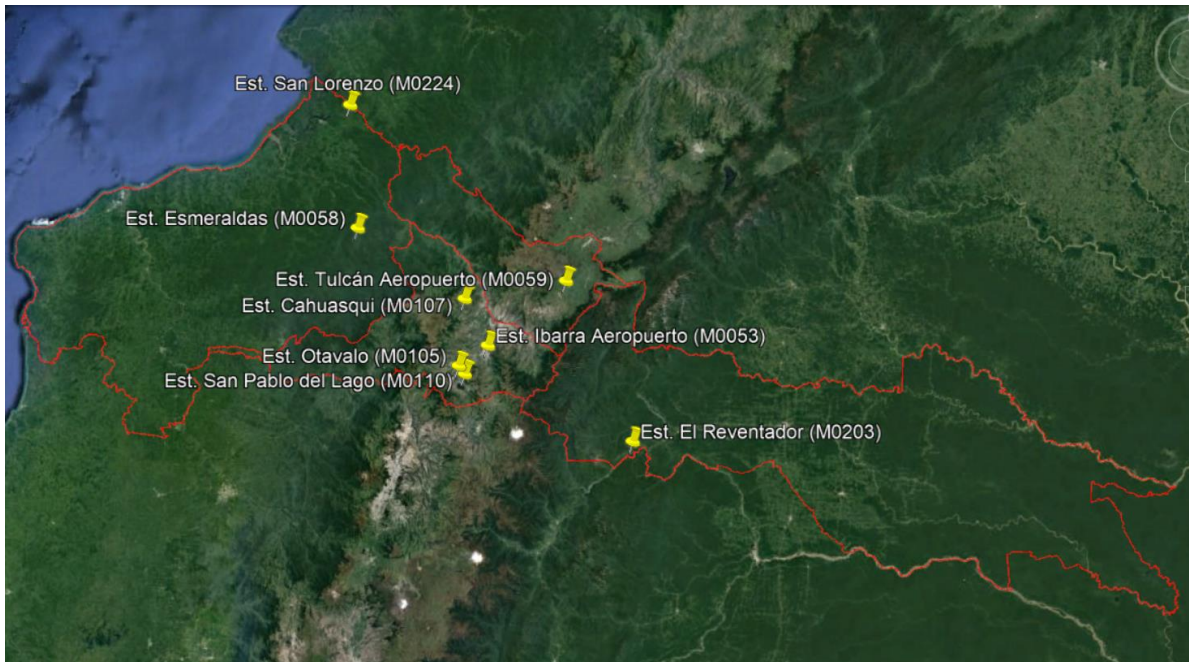 Est. San Lorenzo (M0224)
Est. Esmeraldas (M0058)
Est. Tulcán Aeropuerto (M0059)
Est. Cahuasqui (M0107)
Est. Ibarra Aeropuerto (M0053)
Est. Otavalo (M0105)
Est. San Pablo del Lago (M0110)
Est. El Reventador (M0203)